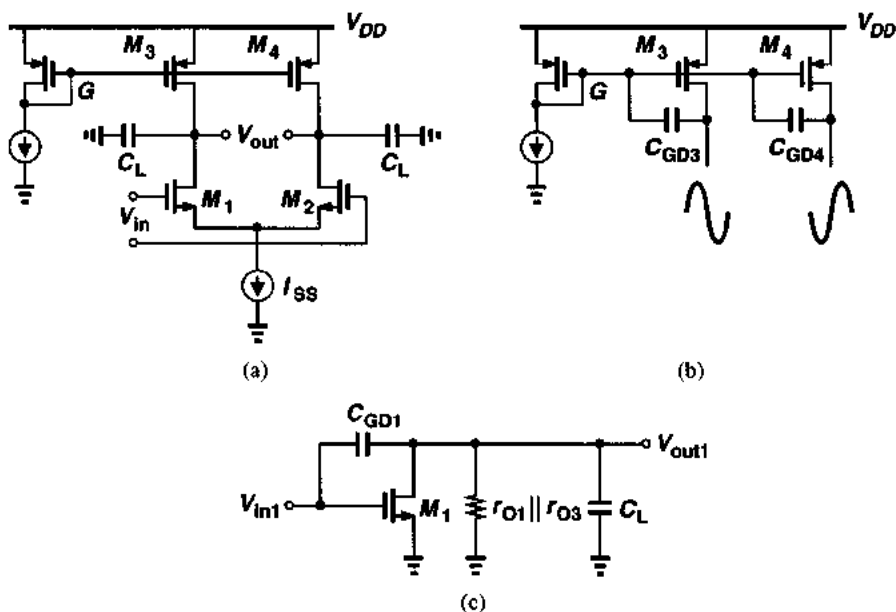 V_DD
M_3
M_4
G
V_out
C_L
C_L
M_1
M_2
V_in
I_SS
(a)
V_DD
M_3
M_4
G
C_GD3
C_GD4
(b)
C_GD1
V_out1
V_in1
M_1
r_O1||r_O3
C_L
(c)